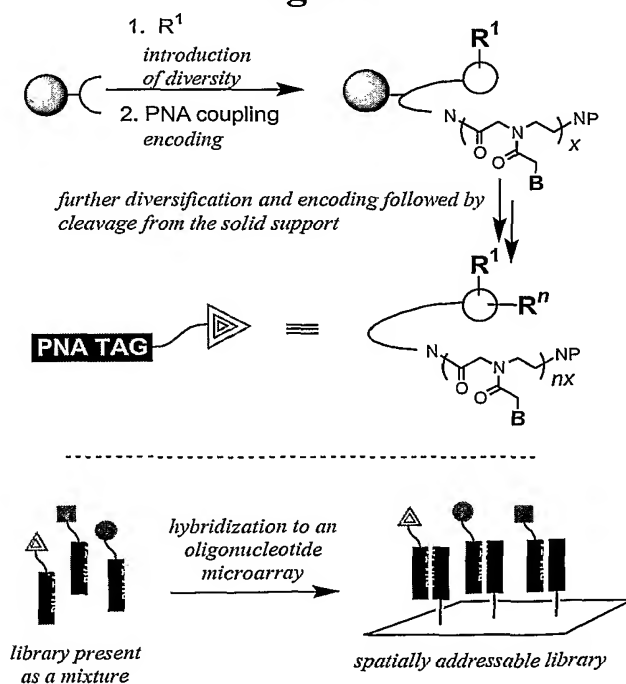 1. R1
introduction
of diversity
2. PNA coupling
encoding
R1
N
N
NP
O
O
x
B
further diversification and encoding followed by
cleavage from the solid support
R1
Rn
PNA TAG
N
N
NP
O
O
nx
B
hybridization to an
oligonucleotide
microarray
library present
as a mixture
spatially addressable library